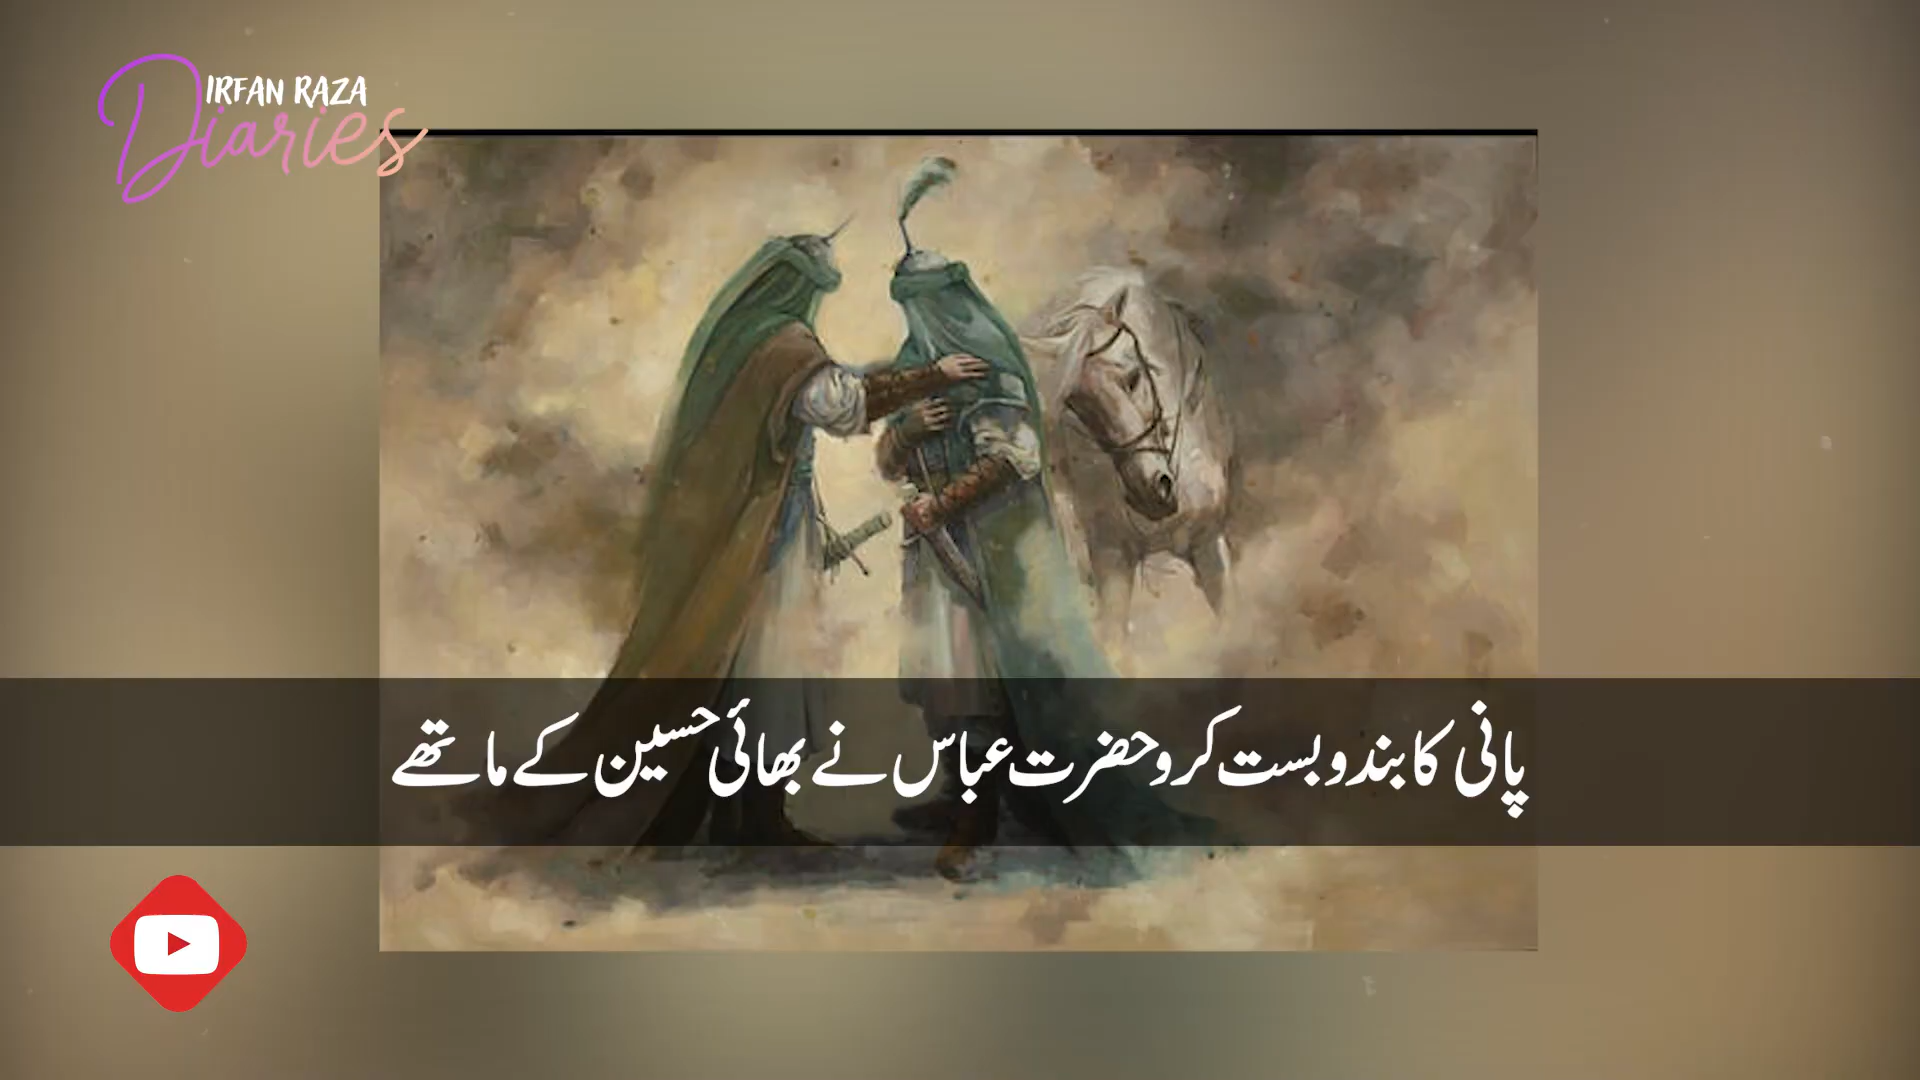 IRFAN RAZA
Diaries
پانی کا بندوبست کرو حضرت عباس نے بھائی حسین کے ماتھے